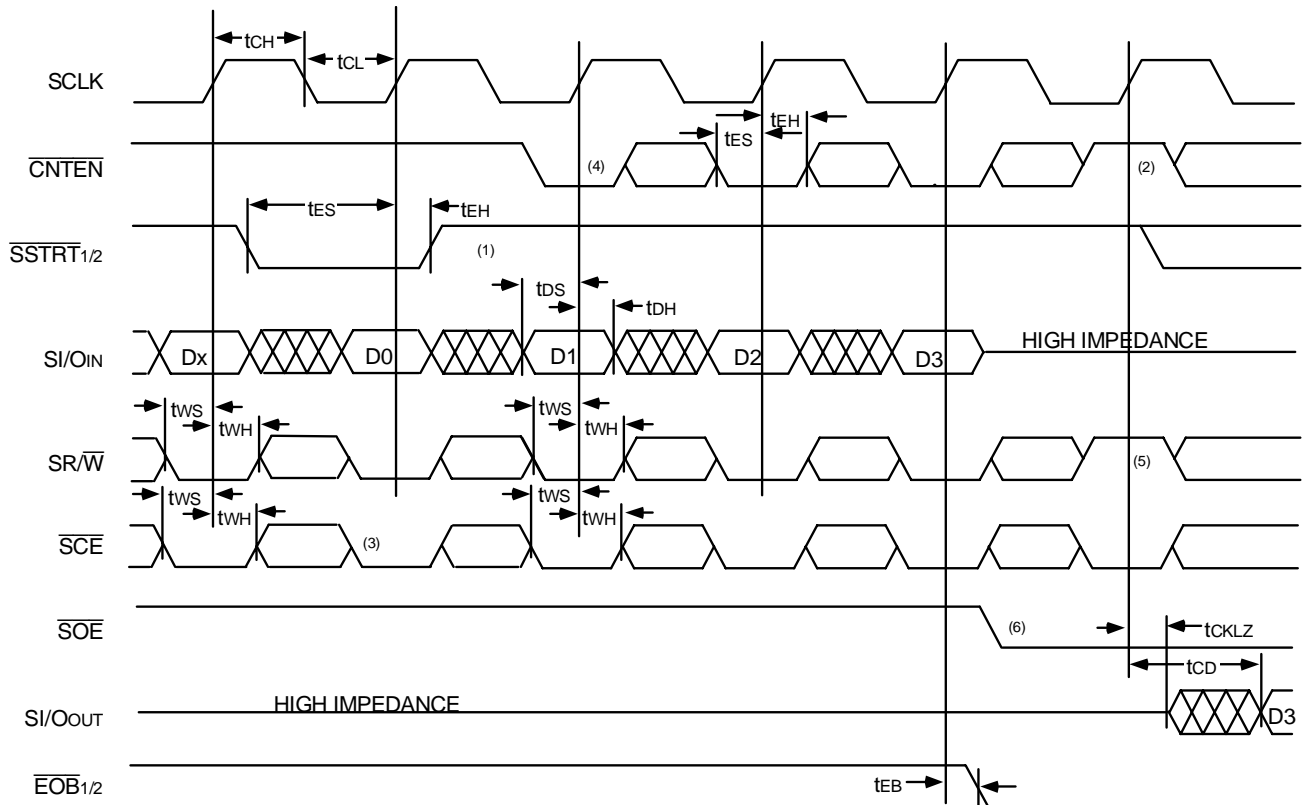 tCH
tCL
SCLK
tEH
tES
CNTEN
(4)
(2)
tES
tEH
SSTRT1/2
(1)
tDS
tDH
SI/OIN
Dx
D0
D1
D2
D3
HIGH IMPEDANCE
tWS
tWS
tWH
tWH
SR/W
(5)
tWS
tWS
tWH
tWH
SCE
(3)
SOE
(6)
tCKLZ
tCD
HIGH IMPEDANCE
SI/OOUT
D3
EOB1/2
tEB